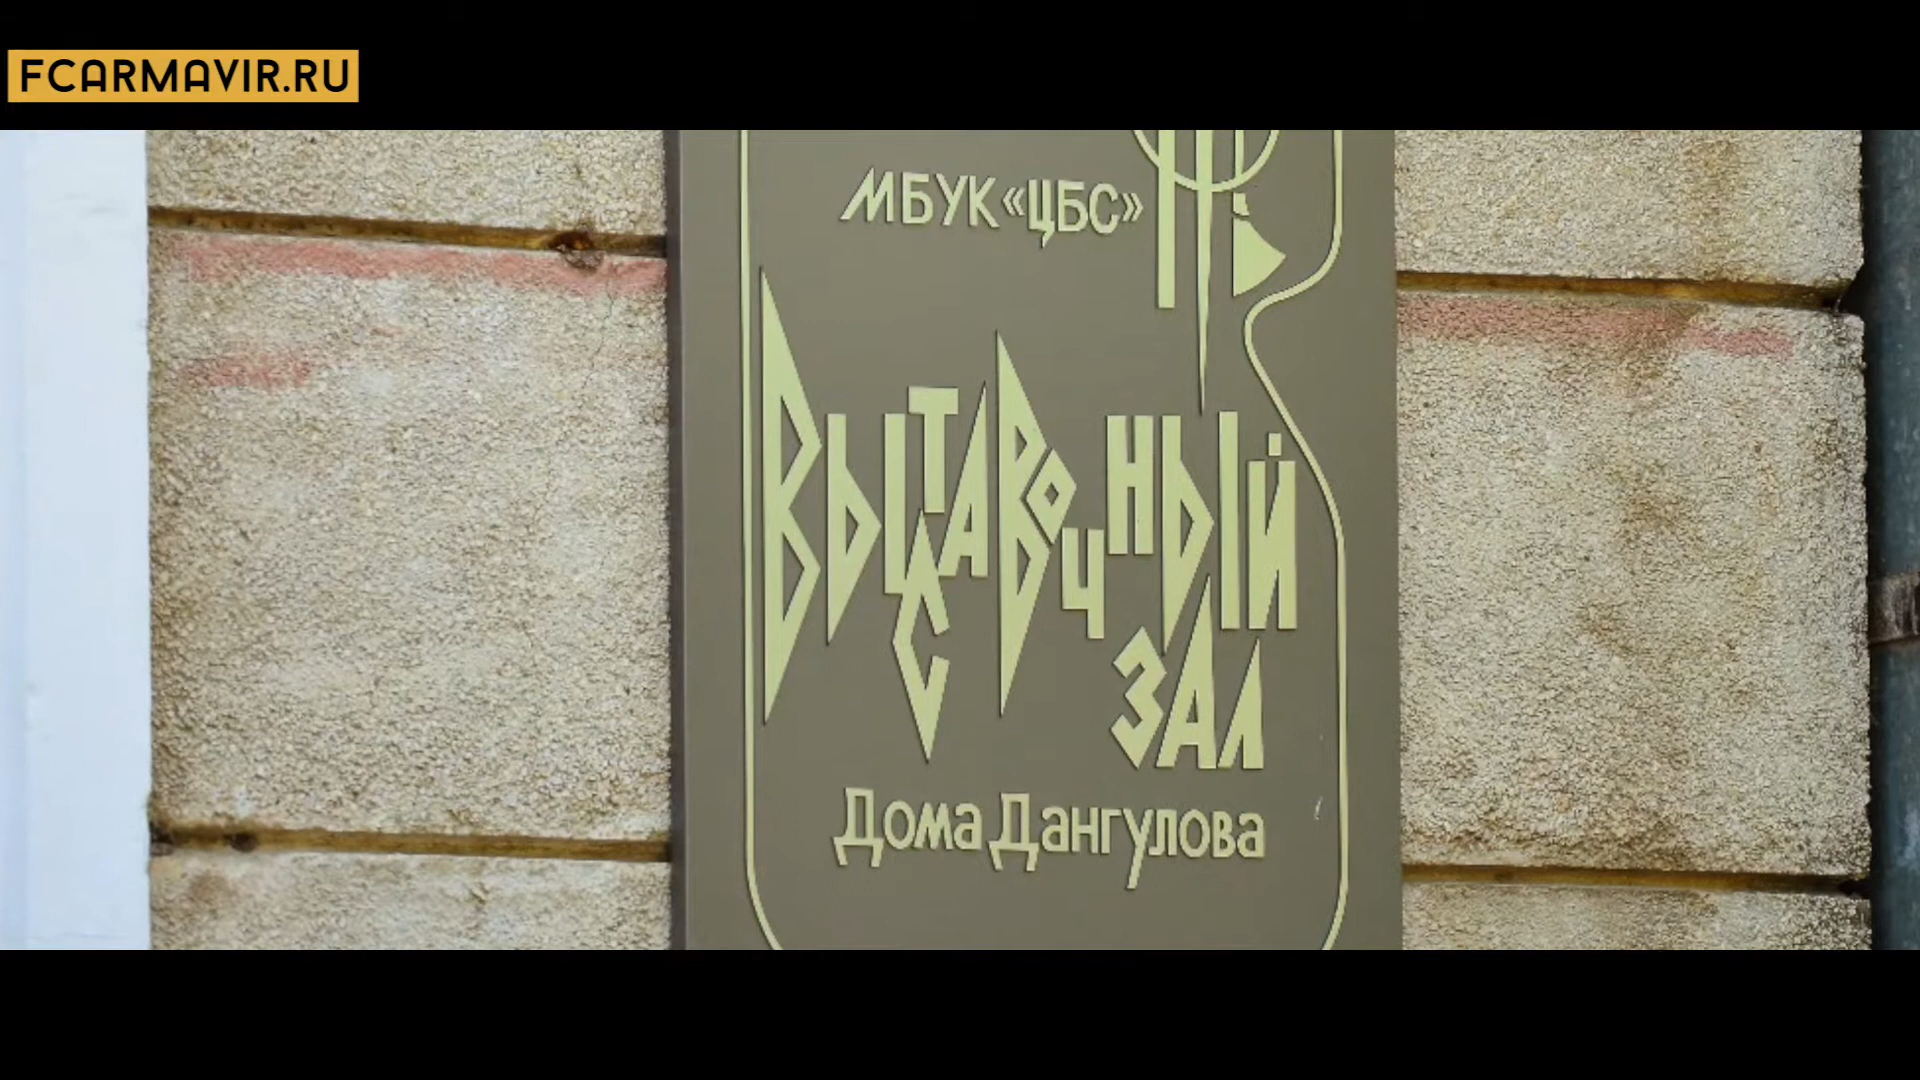 FCARMAVIR.RU
МБУК «ЦБС»
Выставочный
зал
Дома Дангулова